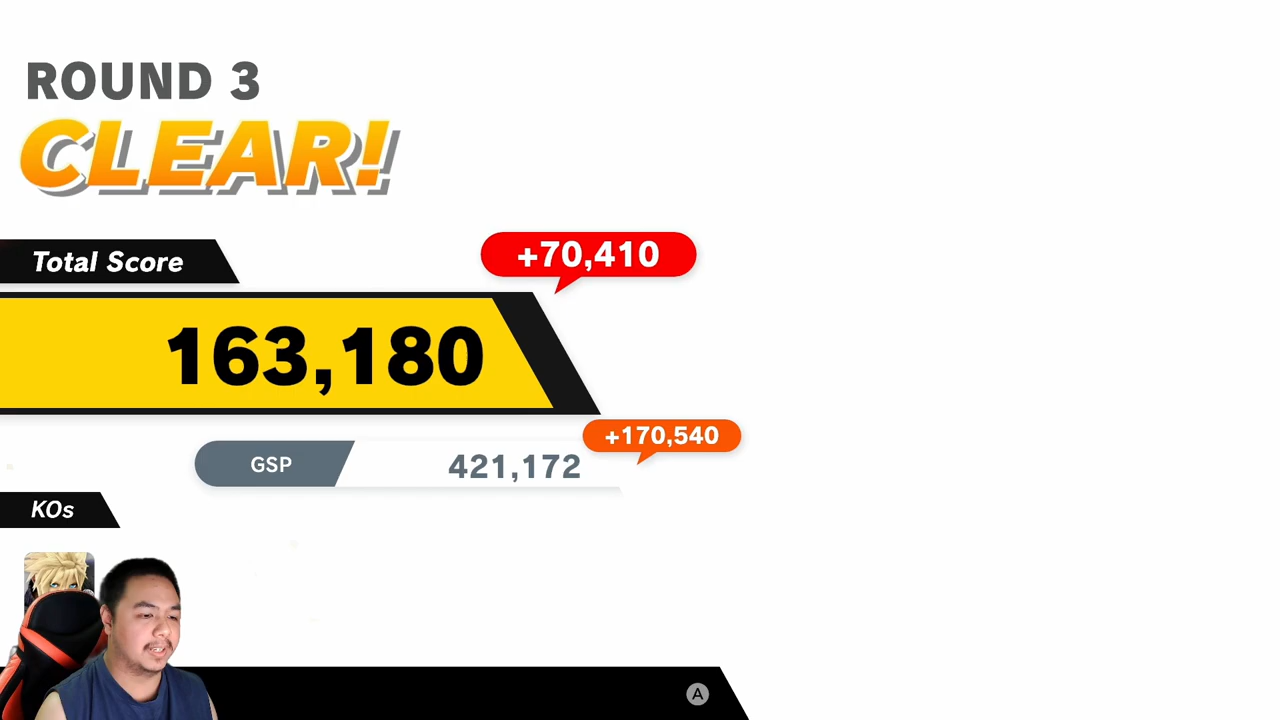 ROUND 3
CLEAR!
+70,410
Total Score
163,180
+170,540
GSP 421,172
KOs
A